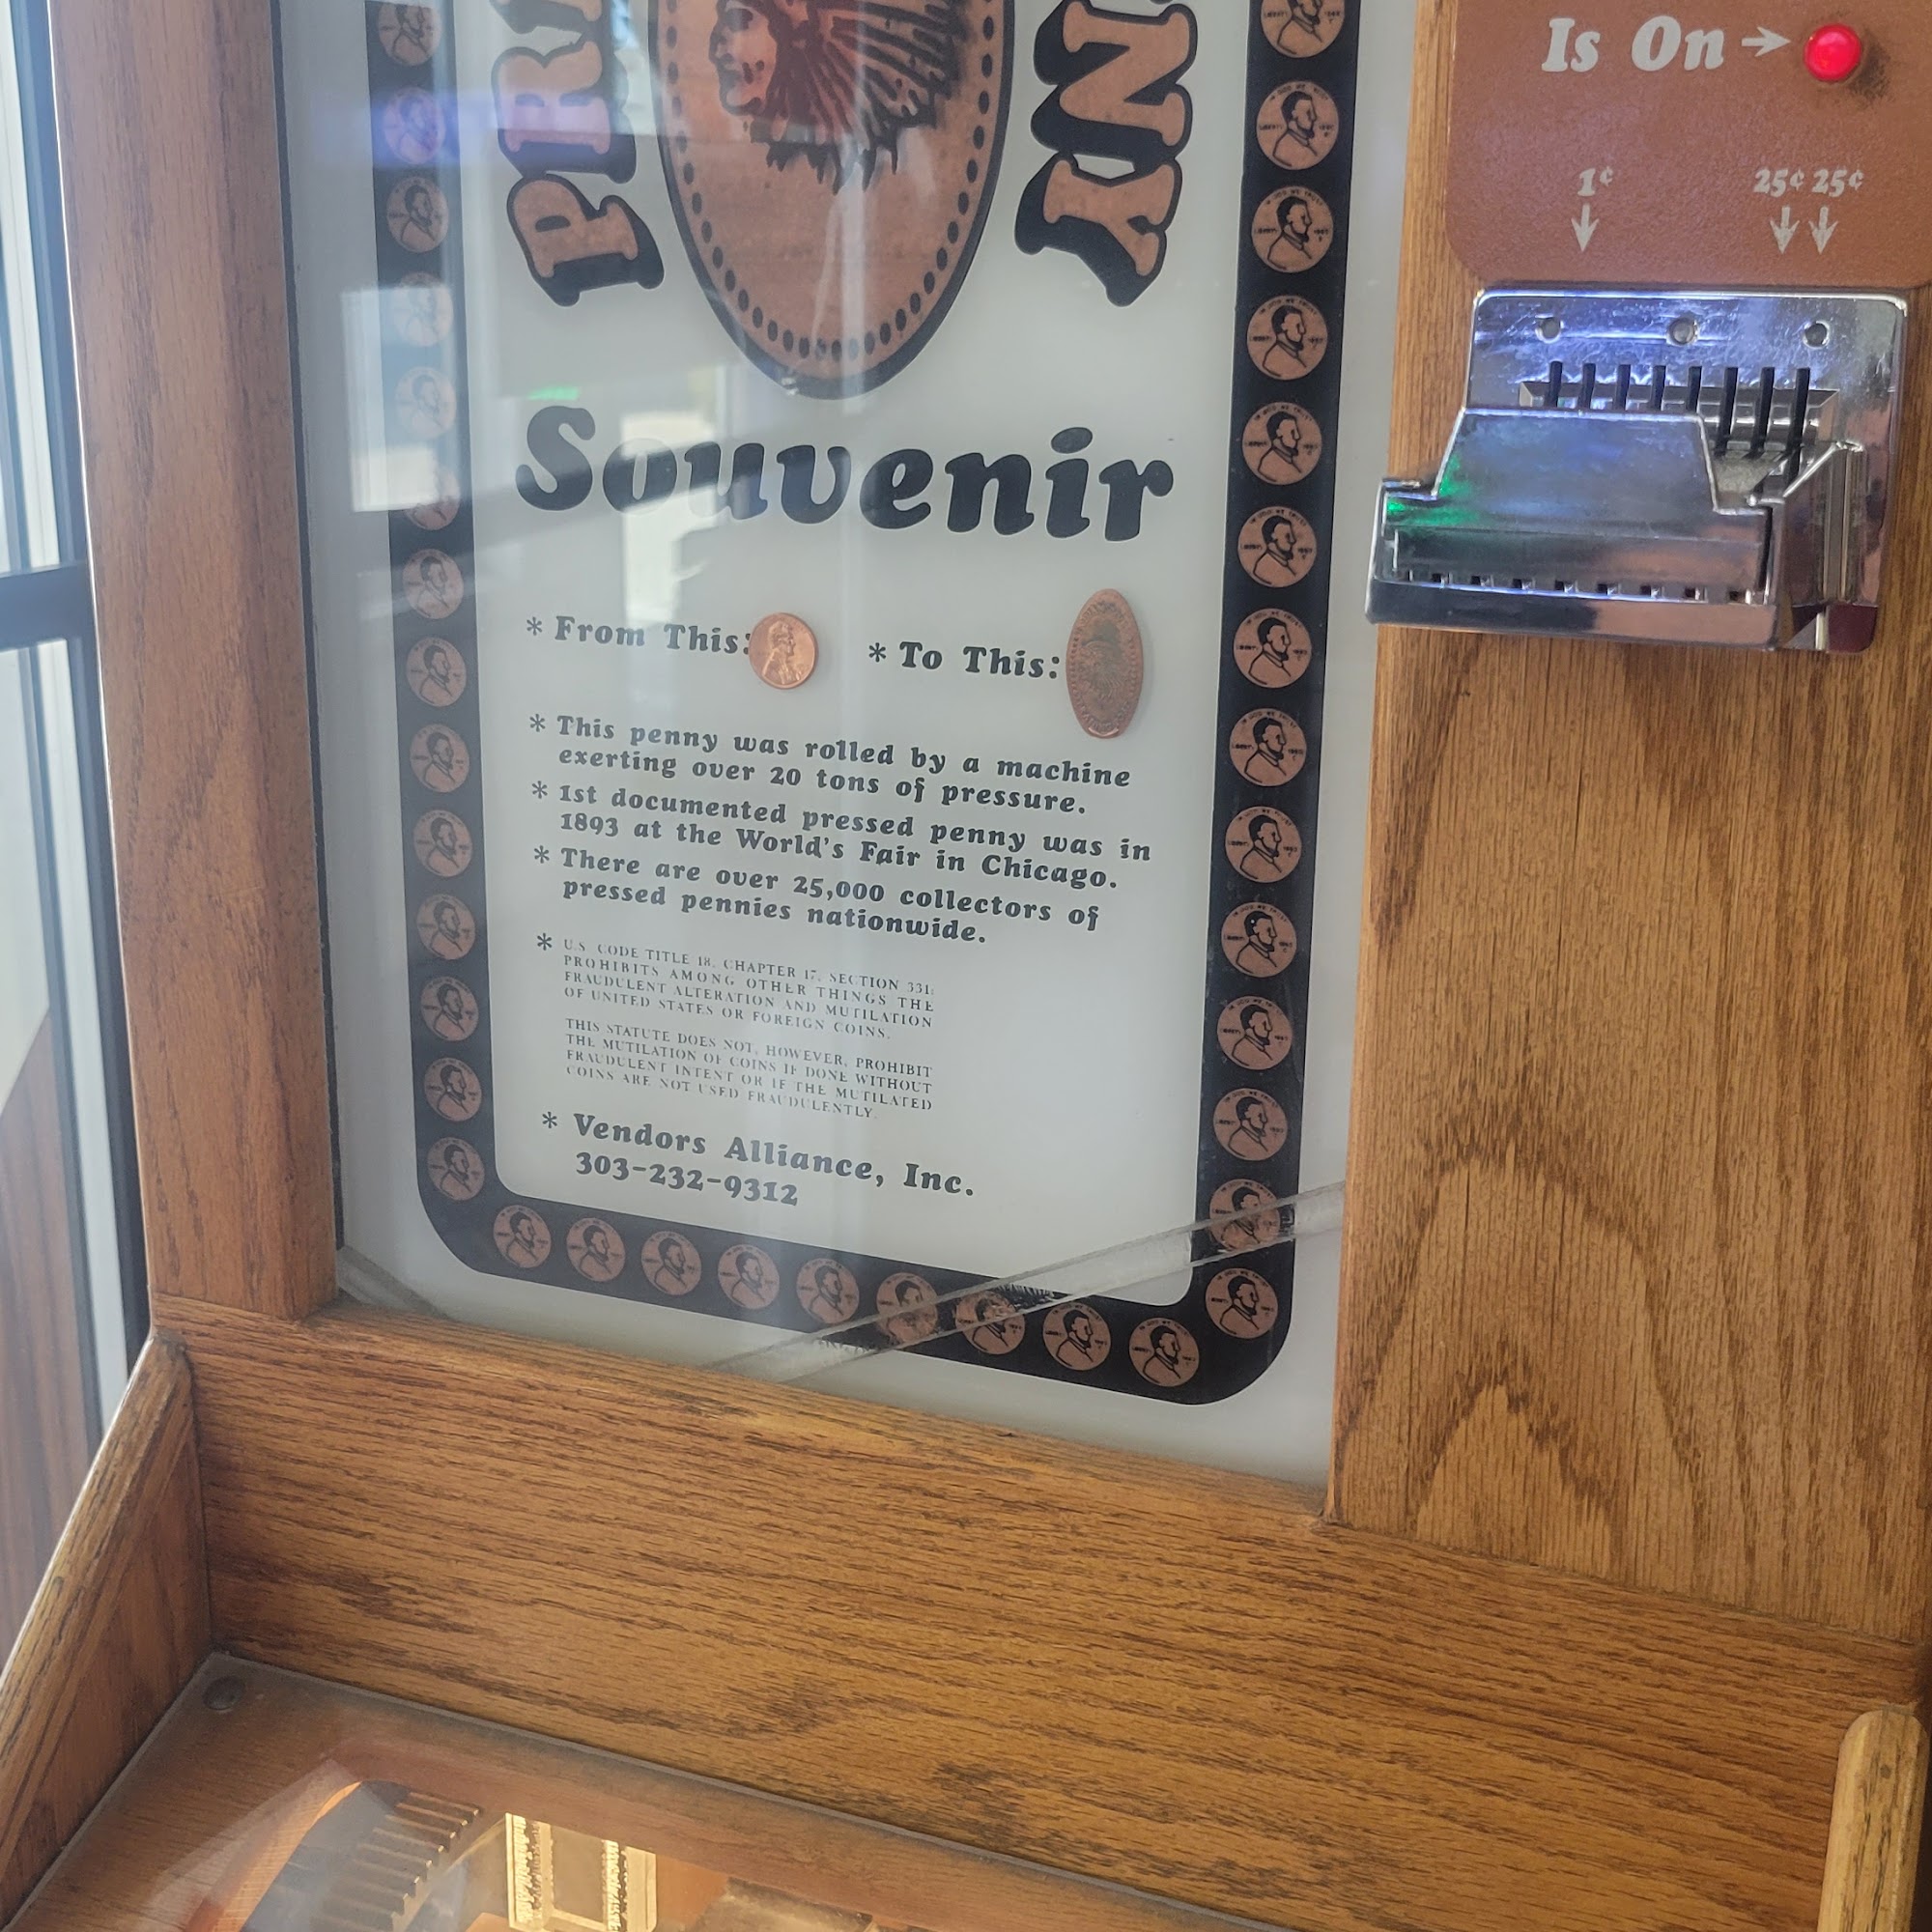 Souvenir
* From This:
* To This:
* This penny was rolled by a machine
exerting over 20 tons of pressure.
* 1st documented pressed penny was in
1893 at the World's Fair in Chicago.
* There are over 25,000 collectors of
pressed pennies nationwide.
* U.S. CODE TITLE 18, CHAPTER 17, SECTION 331:
PROHIBITS AMONG OTHER THINGS THE
FRAUDULENT ALTERATION AND MUTILATION
OF UNITED STATES OR FOREIGN COINS.
THIS STATUTE DOES NOT, HOWEVER, PROHIBIT
THE MUTILATION OF COINS IF DONE WITHOUT
FRAUDULENT INTENT OR IF THE MUTILATED
COINS ARE NOT USED FRAUDULENTLY.
* Vendors Alliance, Inc.
303-232-9312
Is On →
1¢
25¢ 25¢